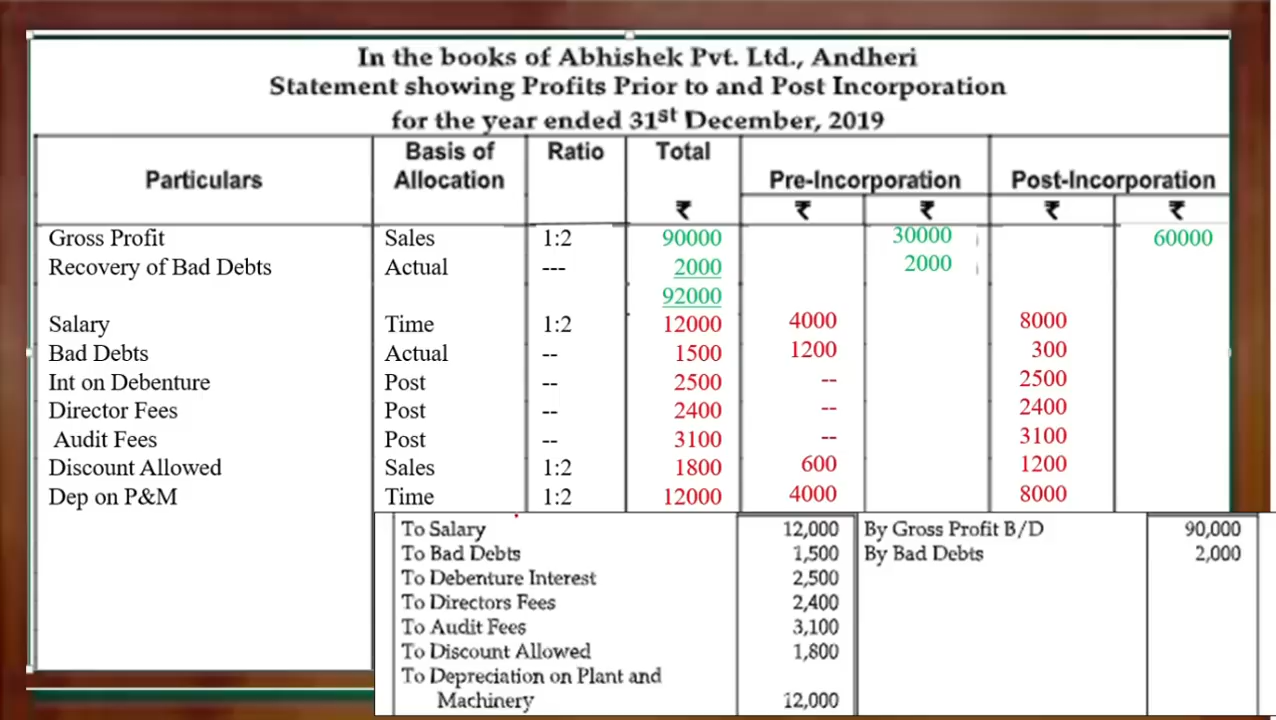 In the books of Abhishek Pvt. Ltd., Andheri
Statement showing Profits Prior to and Post Incorporation
for the year ended 31st December, 2019
Particulars Basis of Allocation Ratio Total ₹ Pre-Incorporation ₹ ₹ Post-Incorporation ₹ ₹
Gross Profit Sales 1:2 90000 30000 60000
Recovery of Bad Debts Actual --- 2000 2000
92000
Salary Time 1:2 12000 4000 8000
Bad Debts Actual -- 1500 1200 300
Int on Debenture Post -- 2500 -- 2500
Director Fees Post -- 2400 -- 2400
Audit Fees Post -- 3100 -- 3100
Discount Allowed Sales 1:2 1800 600 1200
Dep on P&M Time 1:2 12000 4000 8000
To Salary 12,000 By Gross Profit B/D 90,000
To Bad Debts 1,500 By Bad Debts 2,000
To Debenture Interest 2,500
To Directors Fees 2,400
To Audit Fees 3,100
To Discount Allowed 1,800
To Depreciation on Plant and
Machinery 12,000